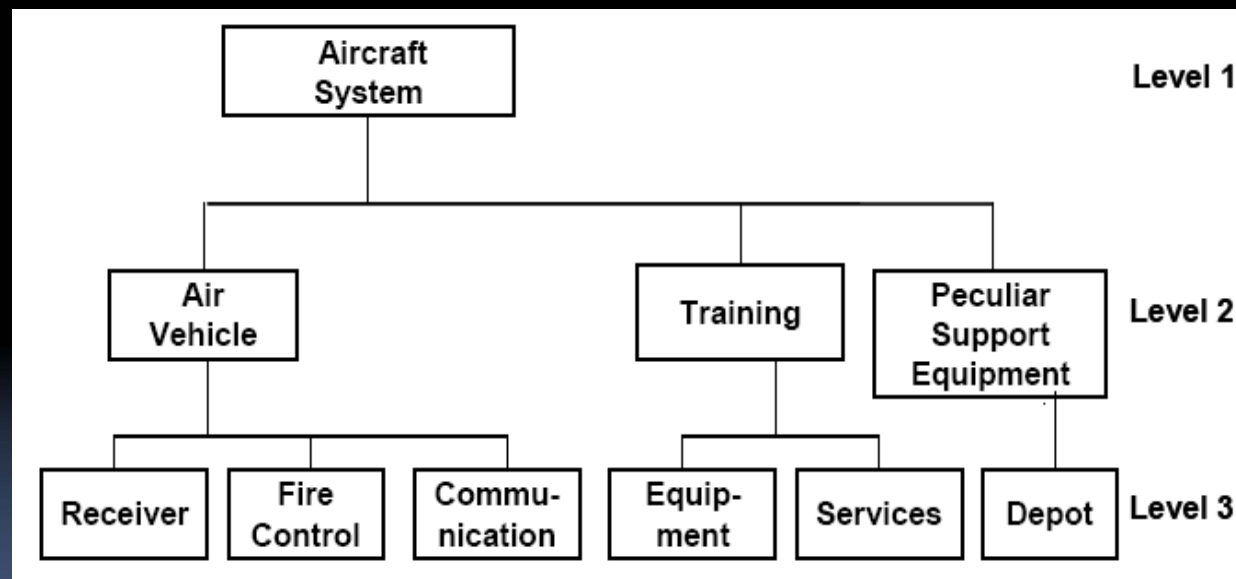 Aircraft
System
Level 1
Air
Vehicle
Training
Peculiar
Support
Equipment
Level 2
Receiver
Fire
Control
Commu-
nication
Equip-
ment
Services
Depot
Level 3